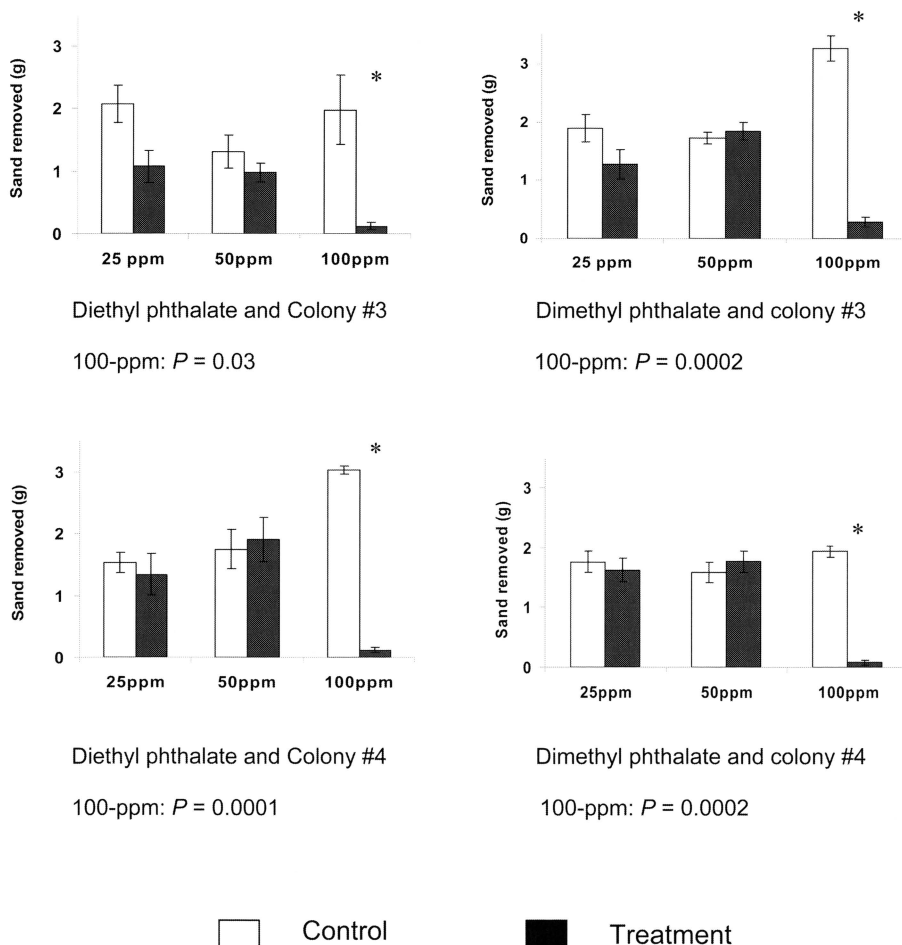 Sand removed (g)
3
2
1
0
25 ppm 50ppm 100ppm
*
Diethyl phthalate and Colony #3
100-ppm: P = 0.03
Sand removed (g)
3
2
1
0
25 ppm 50ppm 100ppm
*
Dimethyl phthalate and colony #3
100-ppm: P = 0.0002
Sand removed (g)
3
2
1
0
25ppm 50ppm 100ppm
*
Diethyl phthalate and Colony #4
100-ppm: P = 0.0001
Sand removed (g)
3
2
1
0
25ppm 50ppm 100ppm
*
Dimethyl phthalate and colony #4
100-ppm: P = 0.0002
Control Treatment